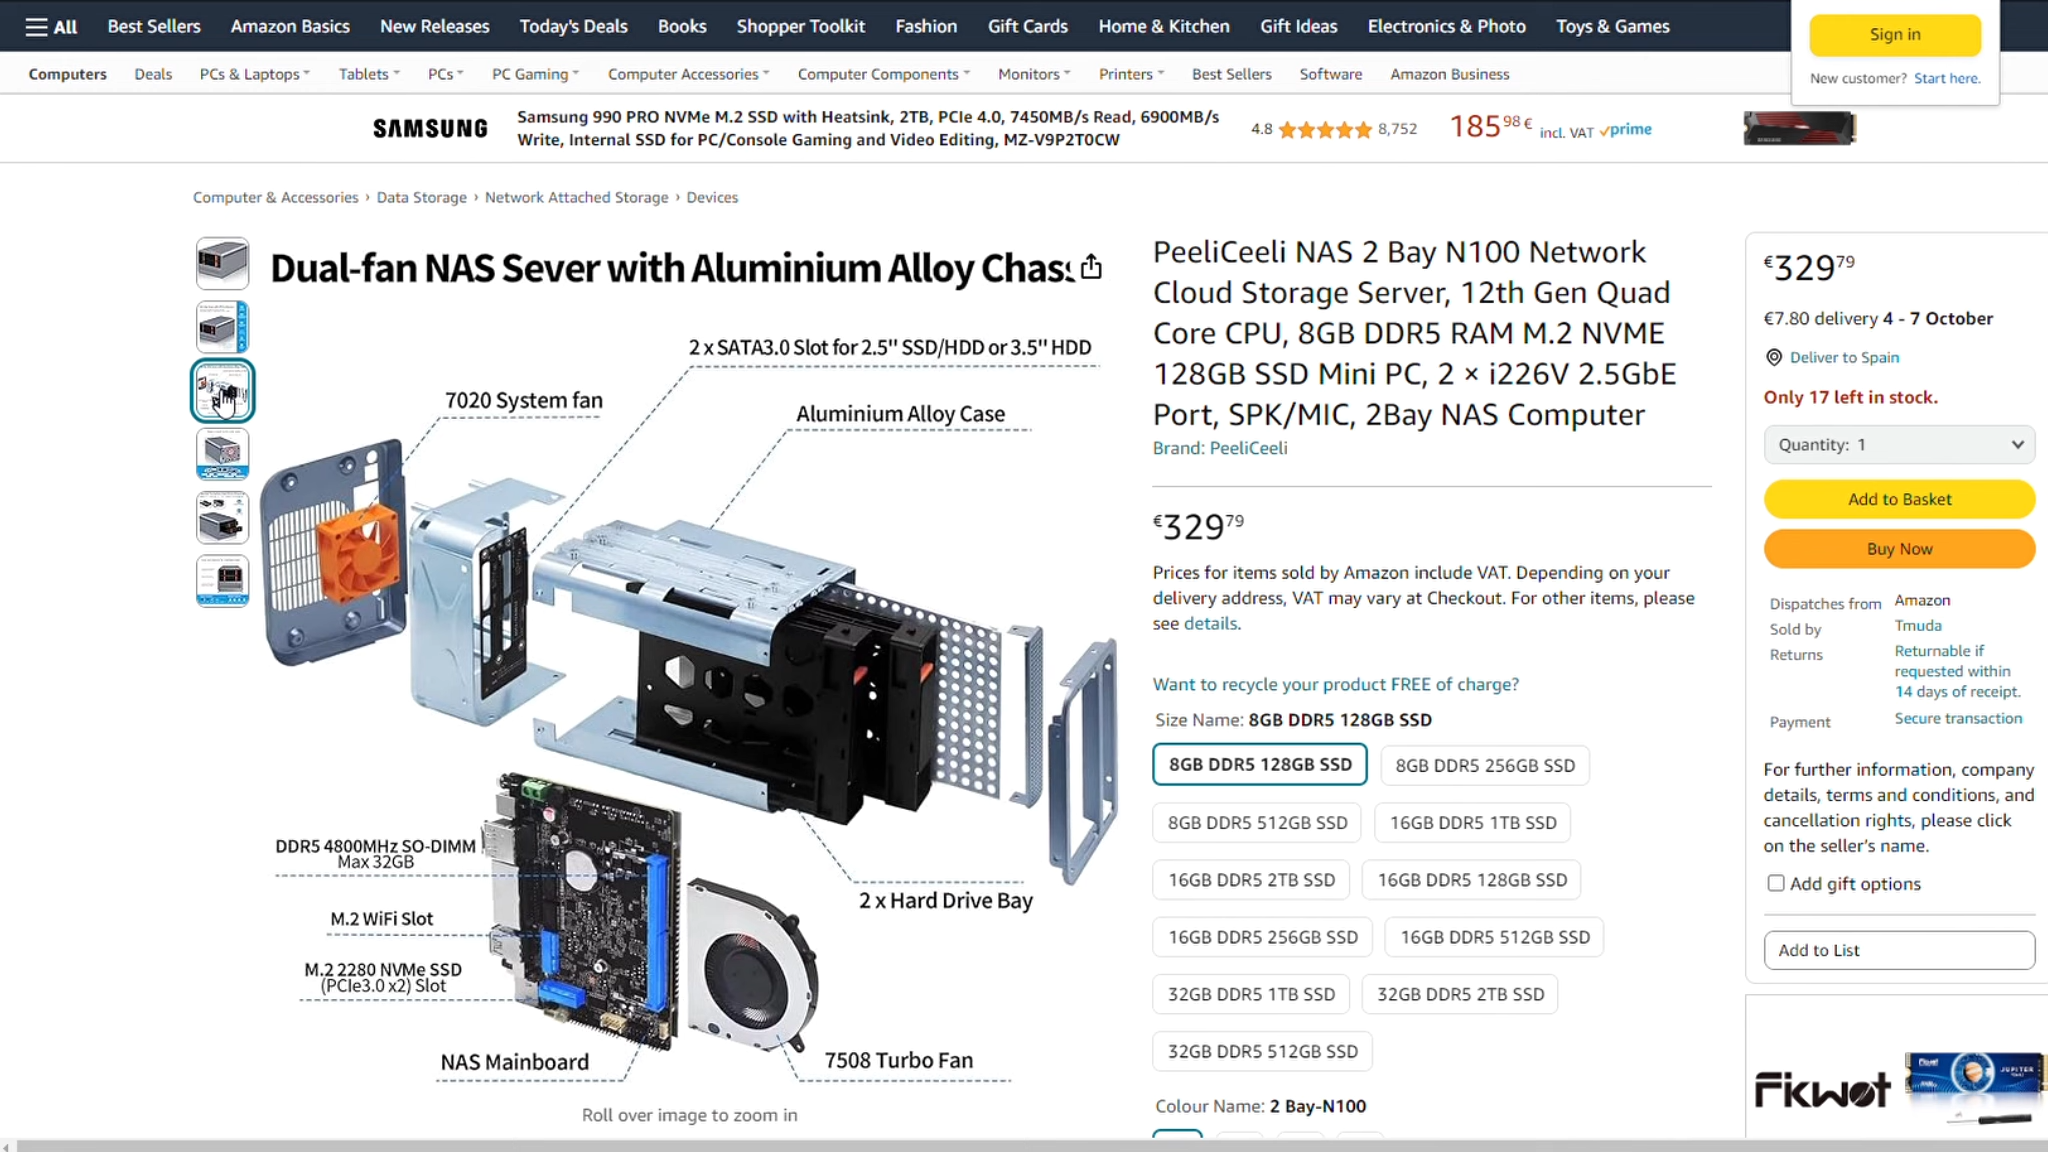 All
Best Sellers
Amazon Basics
New Releases
Today's Deals
Books
Shopper Toolkit
Fashion
Gift Cards
Home & Kitchen
Gift Ideas
Electronics & Photo
Toys & Games
Sign in
New customer? Start here.
Computers
Deals
PCs & Laptops
Tablets
PCs
PC Gaming
Computer Accessories
Computer Components
Monitors
Printers
Best Sellers
Software
Amazon Business
SAMSUNG
Samsung 990 PRO NVMe M.2 SSD with Heatsink, 2TB, PCIe 4.0, 7450MB/s Read, 6900MB/s
Write, Internal SSD for PC/Console Gaming and Video Editing, MZ-V9P2T0CW
4.8
8,752
18598 € incl. VAT
prime
Computer & Accessories › Data Storage › Network Attached Storage › Devices
Dual-fan NAS Sever with Aluminium Alloy Chass
2 x SATA3.0 Slot for 2.5" SSD/HDD or 3.5" HDD
7020 System fan
Aluminium Alloy Case
DDR5 4800MHz SO-DIMM
Max 32GB
M.2 WiFi Slot
M.2 2280 NVMe SSD
(PCIe3.0 x2) Slot
NAS Mainboard
2 x Hard Drive Bay
7508 Turbo Fan
Roll over image to zoom in
PeeliCeeli NAS 2 Bay N100 Network
Cloud Storage Server, 12th Gen Quad
Core CPU, 8GB DDR5 RAM M.2 NVME
128GB SSD Mini PC, 2 × i226V 2.5GbE
Port, SPK/MIC, 2Bay NAS Computer
Brand: PeeliCeeli
€32979
Prices for items sold by Amazon include VAT. Depending on your
delivery address, VAT may vary at Checkout. For other items, please
see details.
Want to recycle your product FREE of charge?
Size Name: 8GB DDR5 128GB SSD
8GB DDR5 128GB SSD
8GB DDR5 256GB SSD
8GB DDR5 512GB SSD
16GB DDR5 1TB SSD
16GB DDR5 2TB SSD
16GB DDR5 128GB SSD
16GB DDR5 256GB SSD
16GB DDR5 512GB SSD
32GB DDR5 1TB SSD
32GB DDR5 2TB SSD
32GB DDR5 512GB SSD
Colour Name: 2 Bay-N100
€32979
€7.80 delivery 4 - 7 October
Deliver to Spain
Only 17 left in stock.
Quantity: 1
Add to Basket
Buy Now
Dispatches from Amazon
Sold by Tmuda
Returns Returnable if
requested within
14 days of receipt.
Payment Secure transaction
For further information, company
details, terms and conditions, and
cancellation rights, please click
on the seller's name.
Add gift options
Add to List
Fikwot
JUPITER